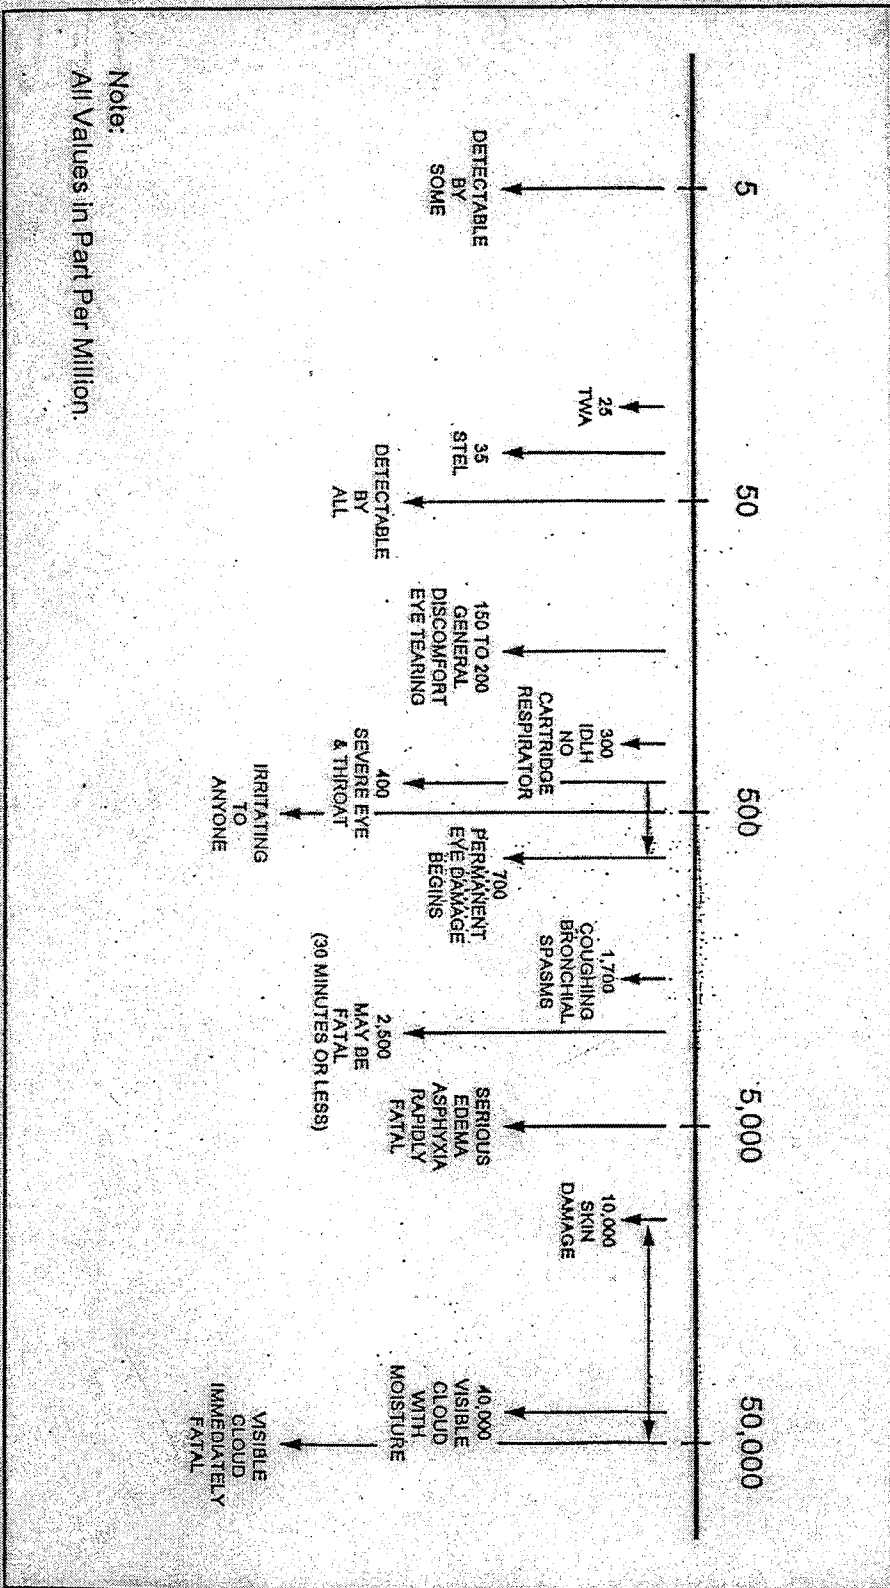 5
50
500
5,000
50,000
DETECTABLE
BY
SOME
25
TWA
35
STEL
DETECTABLE
BY
ALL
150 TO 200
GENERAL
DISCOMFORT
EYE TEARING
300
IDLH
NO
CARTRIDGE
RESPIRATOR
400
SEVERE EYE
& THROAT
IRRITATING
TO
ANYONE
700
PERMANENT
EYE DAMAGE
BEGINS
1,700
COUGHING
BRONCHIAL
SPASMS
2,500
MAY BE
FATAL
(30 MINUTES OR LESS)
SERIOUS
EDEMA
ASPHYXIA
RAPIDLY
FATAL
10,000
SKIN
DAMAGE
40,000
VISIBLE
CLOUD
WITH
MOISTURE
VISIBLE
CLOUD
IMMEDIATELY
FATAL
Note:
All Values in Part Per Million.